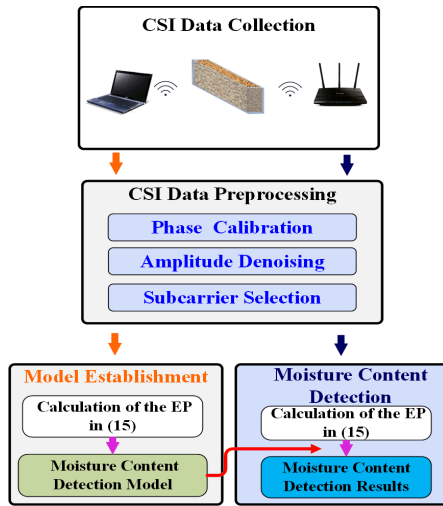 CSI Data Collection
CSI Data Preprocessing
Phase Calibration
Amplitude Denoising
Subcarrier Selection
Model Establishment
Calculation of the EP
in (15)
Moisture Content
Detection Model
Moisture Content
Detection
Calculation of the EP
in (15)
Moisture Content
Detection Results